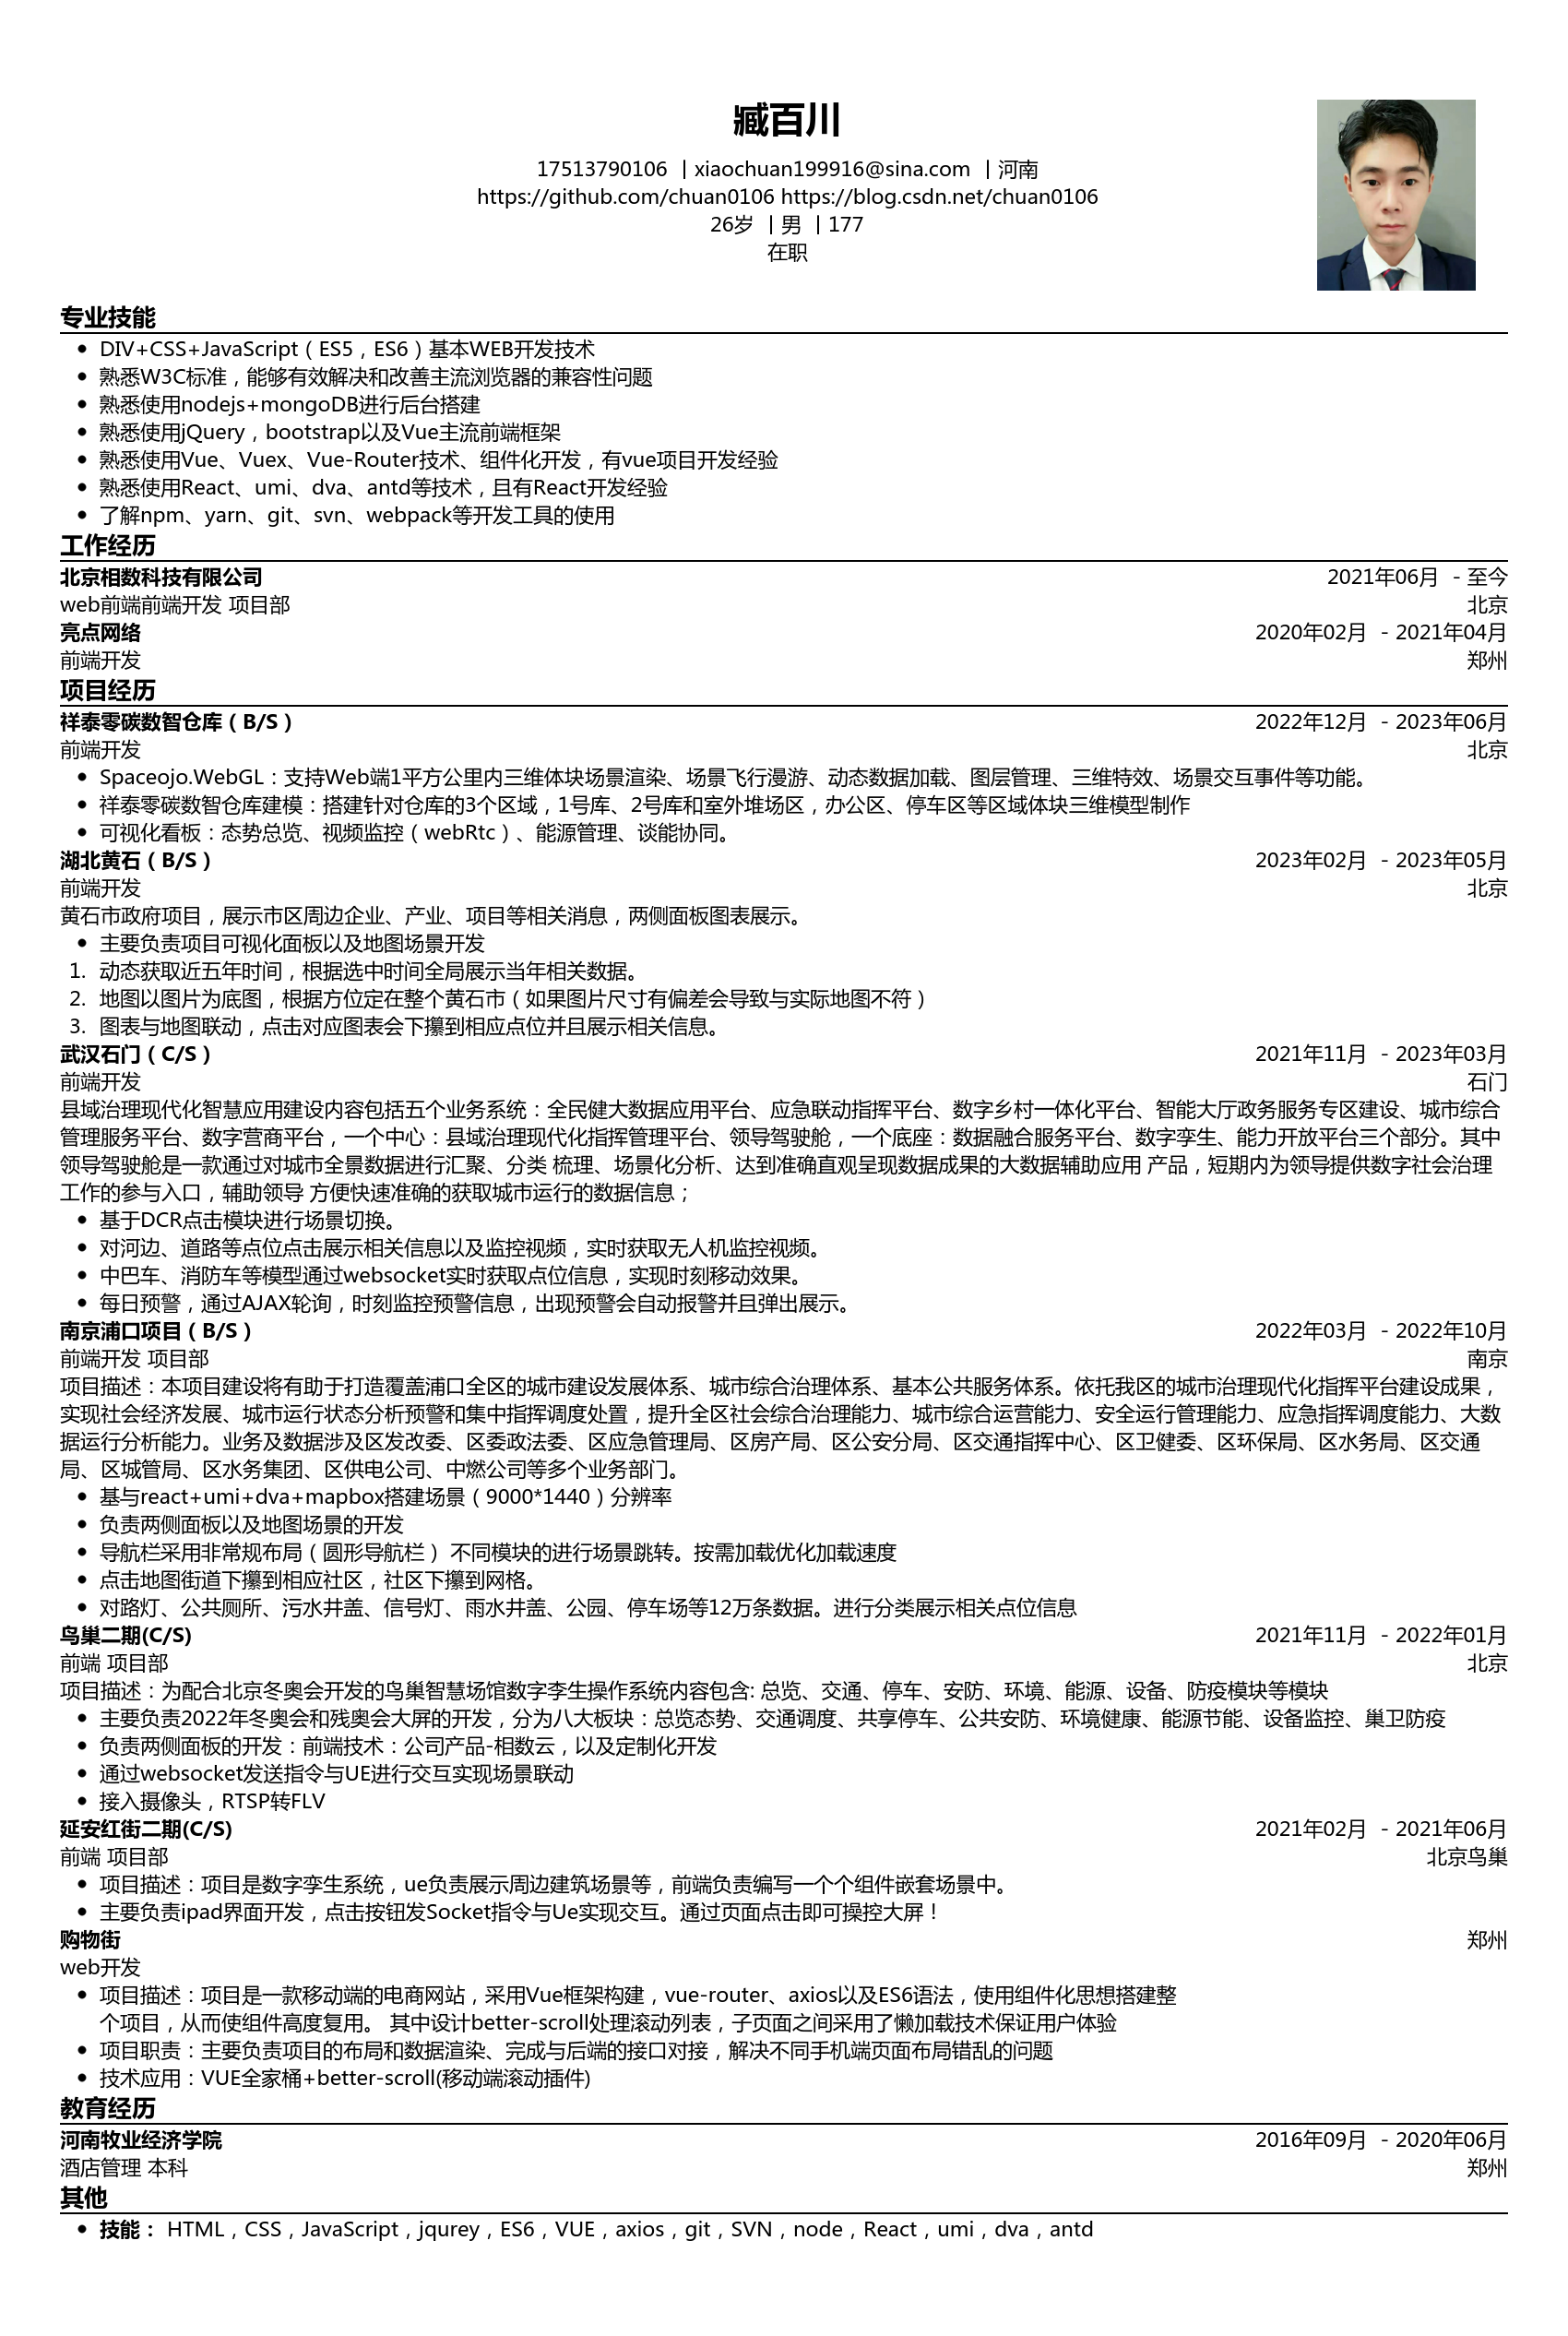 臧百川
17513790106 | xiaochuan199916@sina.com | 河南
https://github.com/chuan0106 https://blog.csdn.net/chuan0106
26岁 | 男 | 177
在职
专业技能
• DIV+CSS+JavaScript（ES5，ES6）基本WEB开发技术
• 熟悉W3C标准，能够有效解决和改善主流浏览器的兼容性问题
• 熟悉使用nodejs+mongoDB进行后台搭建
• 熟悉使用jQuery，bootstrap以及Vue主流前端框架
• 熟悉使用Vue、Vuex、Vue-Router技术、组件化开发，有vue项目开发经验
• 熟悉使用React、umi、dva、antd等技术，且有React开发经验
• 了解npm、yarn、git、svn、webpack等开发工具的使用
工作经历
北京相数科技有限公司 2021年06月 - 至今
web前端前端开发 项目部 北京
亮点网络 2020年02月 - 2021年04月
前端开发 郑州
项目经历
祥泰零碳数智仓库（B/S） 2022年12月 - 2023年06月
前端开发 北京
• Spaceojo.WebGL：支持Web端1平方公里内三维体块场景渲染、场景飞行漫游、动态数据加载、图层管理、三维特效、场景交互事件等功能。
• 祥泰零碳数智仓库建模：搭建针对仓库的3个区域，1号库、2号库和室外堆场区，办公区、停车区等区域体块三维模型制作
• 可视化看板：态势总览、视频监控（webRtc）、能源管理、谈能协同。
湖北黄石（B/S） 2023年02月 - 2023年05月
前端开发 北京
黄石市政府项目，展示市区周边企业、产业、项目等相关消息，两侧面板图表展示。
• 主要负责项目可视化面板以及地图场景开发
1. 动态获取近五年时间，根据选中时间全局展示当年相关数据。
2. 地图以图片为底图，根据方位定在整个黄石市（如果图片尺寸有偏差会导致与实际地图不符）
3. 图表与地图联动，点击对应图表会下攥到相应点位并且展示相关信息。
武汉石门（C/S） 2021年11月 - 2023年03月
前端开发 石门
县域治理现代化智慧应用建设内容包括五个业务系统：全民健大数据应用平台、应急联动指挥平台、数字乡村一体化平台、智能大厅政务服务专区建设、城市综合
管理服务平台、数字营商平台，一个中心：县域治理现代化指挥管理平台、领导驾驶舱，一个底座：数据融合服务平台、数字孪生、能力开放平台三个部分。其中
领导驾驶舱是一款通过对城市全景数据进行汇聚、分类 梳理、场景化分析、达到准确直观呈现数据成果的大数据辅助应用 产品，短期内为领导提供数字社会治理
工作的参与入口，辅助领导 方便快速准确的获取城市运行的数据信息；
• 基于DCR点击模块进行场景切换。
• 对河边、道路等点位点击展示相关信息以及监控视频，实时获取无人机监控视频。
• 中巴车、消防车等模型通过websocket实时获取点位信息，实现时刻移动效果。
• 每日预警，通过AJAX轮询，时刻监控预警信息，出现预警会自动报警并且弹出展示。
南京浦口项目（B/S） 2022年03月 - 2022年10月
前端开发 项目部 南京
项目描述：本项目建设将有助于打造覆盖浦口全区的城市建设发展体系、城市综合治理体系、基本公共服务体系。依托我区的城市治理现代化指挥平台建设成果，
实现社会经济发展、城市运行状态分析预警和集中指挥调度处置，提升全区社会综合治理能力、城市综合运营能力、安全运行管理能力、应急指挥调度能力、大数
据运行分析能力。业务及数据涉及区发改委、区委政法委、区应急管理局、区房产局、区公安分局、区交通指挥中心、区卫健委、区环保局、区水务局、区交通
局、区城管局、区水务集团、区供电公司、中燃公司等多个业务部门。
• 基与react+umi+dva+mapbox搭建场景（9000*1440）分辨率
• 负责两侧面板以及地图场景的开发
• 导航栏采用非常规布局（圆形导航栏） 不同模块的进行场景跳转。按需加载优化加载速度
• 点击地图街道下攥到相应社区，社区下攥到网格。
• 对路灯、公共厕所、污水井盖、信号灯、雨水井盖、公园、停车场等12万条数据。进行分类展示相关点位信息
鸟巢二期(C/S) 2021年11月 - 2022年01月
前端 项目部 北京
项目描述：为配合北京冬奥会开发的鸟巢智慧场馆数字李生操作系统内容包含: 总览、交通、停车、安防、环境、能源、设备、防疫模块等模块
• 主要负责2022年冬奥会和残奥会大屏的开发，分为八大板块：总览态势、交通调度、共享停车、公共安防、环境健康、能源节能、设备监控、巢卫防疫
• 负责两侧面板的开发：前端技术：公司产品-相数云，以及定制化开发
• 通过websocket发送指令与UE进行交互实现场景联动
• 接入摄像头，RTSP转FLV
延安红街二期(C/S) 2021年02月 - 2021年06月
前端 项目部 北京鸟巢
• 项目描述：项目是数字孪生系统，ue负责展示周边建筑场景等，前端负责编写一个个组件嵌套场景中。
• 主要负责ipad界面开发，点击按钮发Socket指令与Ue实现交互。通过页面点击即可操控大屏！
购物街 郑州
web开发
• 项目描述：项目是一款移动端的电商网站，采用Vue框架构建，vue-router、axios以及ES6语法，使用组件化思想搭建整
个项目，从而使组件高度复用。 其中设计better-scroll处理滚动列表，子页面之间采用了懒加载技术保证用户体验
• 项目职责：主要负责项目的布局和数据渲染、完成与后端的接口对接，解决不同手机端页面布局错乱的问题
• 技术应用：VUE全家桶+better-scroll(移动端滚动插件)
教育经历
河南牧业经济学院 2016年09月 - 2020年06月
酒店管理 本科 郑州
其他
• 技能： HTML，CSS，JavaScript，jqurey，ES6，VUE，axios，git，SVN，node，React，umi，dva，antd